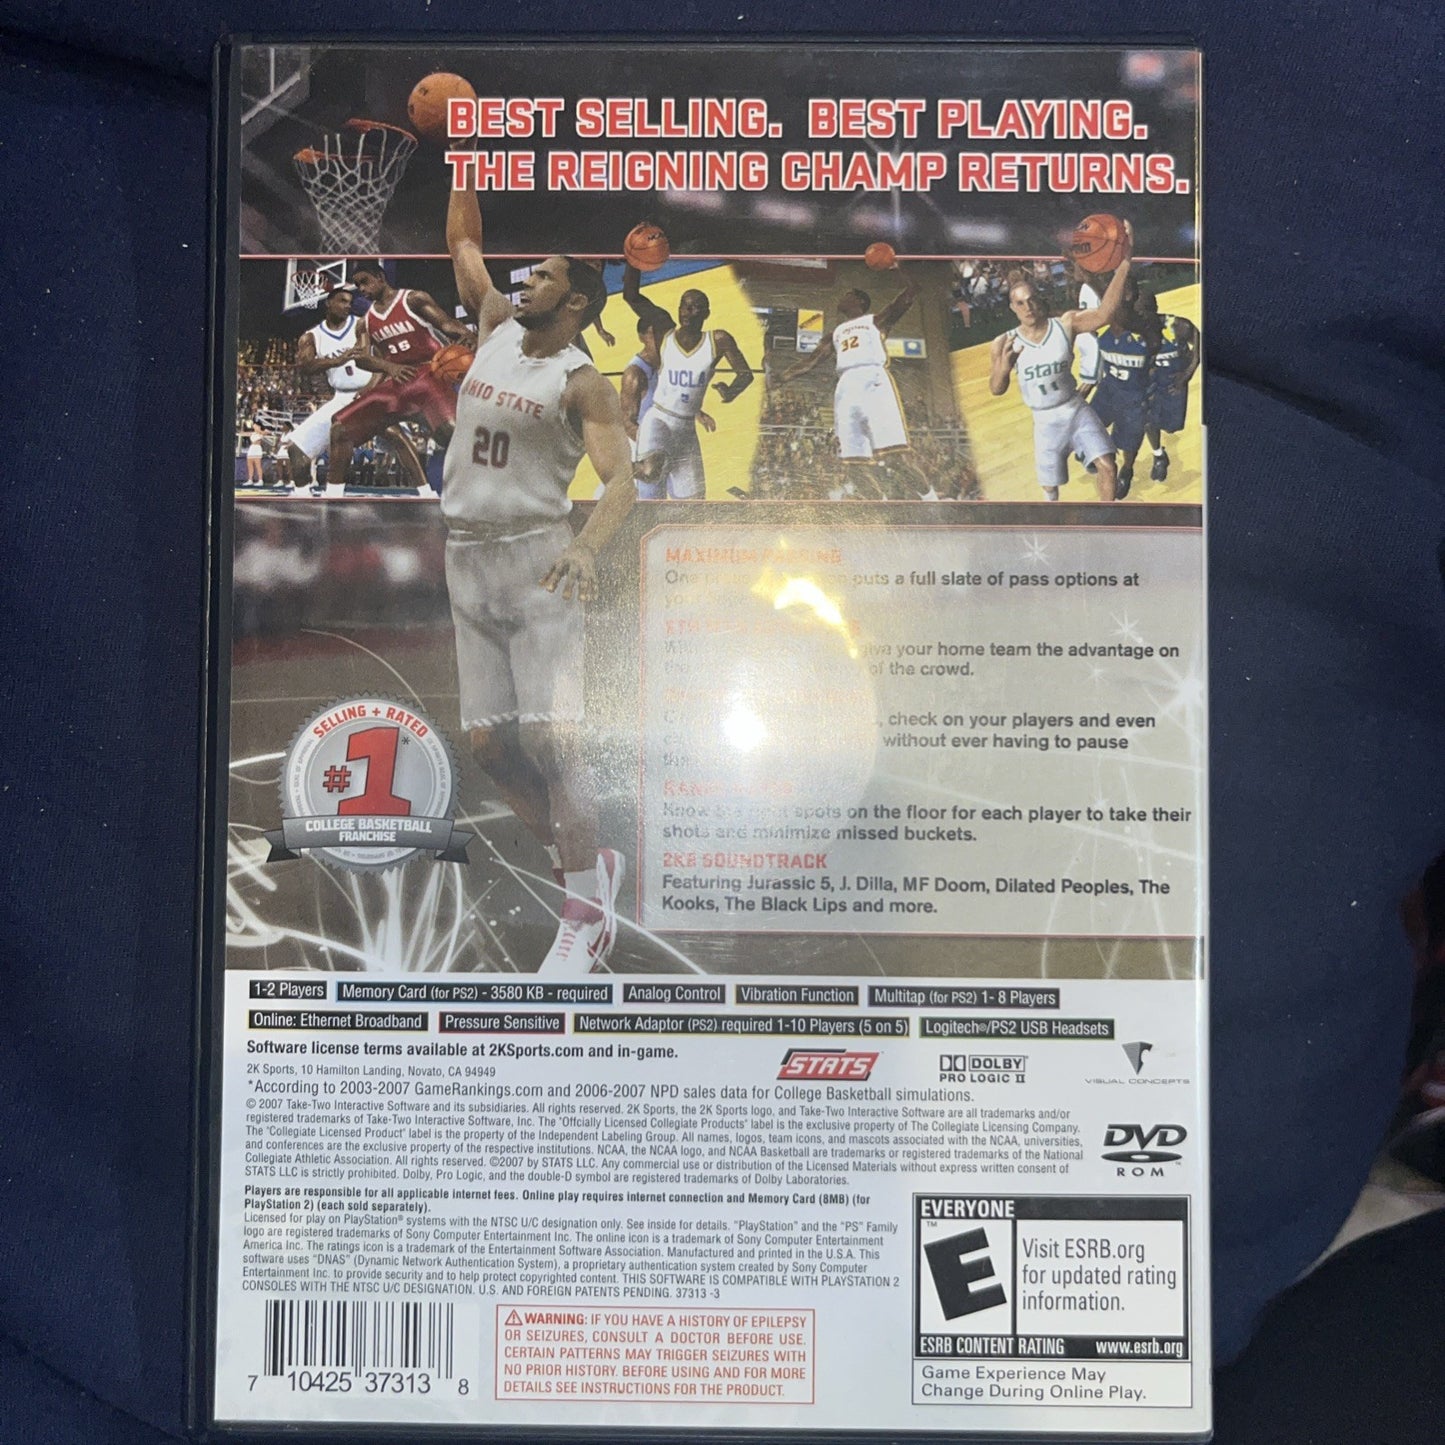 BEST SELLING. BEST PLAYING.
THE REIGNING CHAMP RETURNS.
ALABAMA
35
OHIO STATE
20
UCLA
32
State
11
23
MAXIMUM PASSING
One puts a full slate of pass options at
your
give your home team the advantage on
the of the crowd.
, check on your players and even
without ever having to pause
Know spots on the floor for each player to take their
shots and minimize missed buckets.
2K8 SOUNDTRACK
Featuring Jurassic 5, J. Dilla, MF Doom, Dilated Peoples, The
Kooks, The Black Lips and more.
SELLING + RATED
#1*
COLLEGE BASKETBALL
FRANCHISE
1-2 Players Memory Card (for PS2) - 3580 KB - required Analog Control Vibration Function Multitap (for PS2) 1- 8 Players
Online: Ethernet Broadband Pressure Sensitive Network Adaptor (PS2) required 1-10 Players (5 on 5) Logitech®/PS2 USB Headsets
Software license terms available at 2KSports.com and in-game.
2K Sports, 10 Hamilton Landing, Novato, CA 94949
STATS
DOLBY
PRO LOGIC II
VISUAL CONCEPTS
*According to 2003-2007 GameRankings.com and 2006-2007 NPD sales data for College Basketball simulations.
© 2007 Take-Two Interactive Software and its subsidiaries. All rights reserved. 2K Sports, the 2K Sports logo, and Take-Two Interactive Software are all trademarks and/or
registered trademarks of Take-Two Interactive Software, Inc. The "Offcially Licensed Collegiate Products" label is the exclusive property of The Collegiate Licensing Company.
The "Collegiate Licensed Product" label is the property of the Independent Labeling Group. All names, logos, team icons, and mascots associated with the NCAA, universities,
and conferences are the exclusive property of the respective institutions. NCAA, the NCAA logo, and NCAA Basketball are trademarks or registered trademarks of the National
Collegiate Athletic Association. All rights reserved. ©2007 by STATS LLC. Any commercial use or distribution of the Licensed Materials without express written consent of
STATS LLC is strictly prohibited. Dolby, Pro Logic, and the double-D symbol are registered trademarks of Dolby Laboratories.
DVD
ROM
Players are responsible for all applicable internet fees. Online play requires internet connection and Memory Card (8MB) (for
PlayStation 2) (each sold separately).
Licensed for play on PlayStation® systems with the NTSC U/C designation only. See inside for details. "PlayStation" and the "PS" Family
logo are registered trademarks of Sony Computer Entertainment Inc. The online icon is a trademark of Sony Computer Entertainment
America Inc. The ratings icon is a trademark of the Entertainment Software Association. Manufactured and printed in the U.S.A. This
software uses "DNAS" (Dynamic Network Authentication System), a proprietary authentication system created by Sony Computer
Entertainment Inc. to provide security and to help protect copyrighted content. THIS SOFTWARE IS COMPATIBLE WITH PLAYSTATION 2
CONSOLES WITH THE NTSC U/C DESIGNATION. U.S. AND FOREIGN PATENTS PENDING. 37313 -3
7 10425 37313 8
WARNING: IF YOU HAVE A HISTORY OF EPILEPSY
OR SEIZURES, CONSULT A DOCTOR BEFORE USE.
CERTAIN PATTERNS MAY TRIGGER SEIZURES WITH
NO PRIOR HISTORY. BEFORE USING AND FOR MORE
DETAILS SEE INSTRUCTIONS FOR THE PRODUCT.
EVERYONE
E
Visit ESRB.org
for updated rating
information.
ESRB CONTENT RATING www.esrb.org
Game Experience May
Change During Online Play.